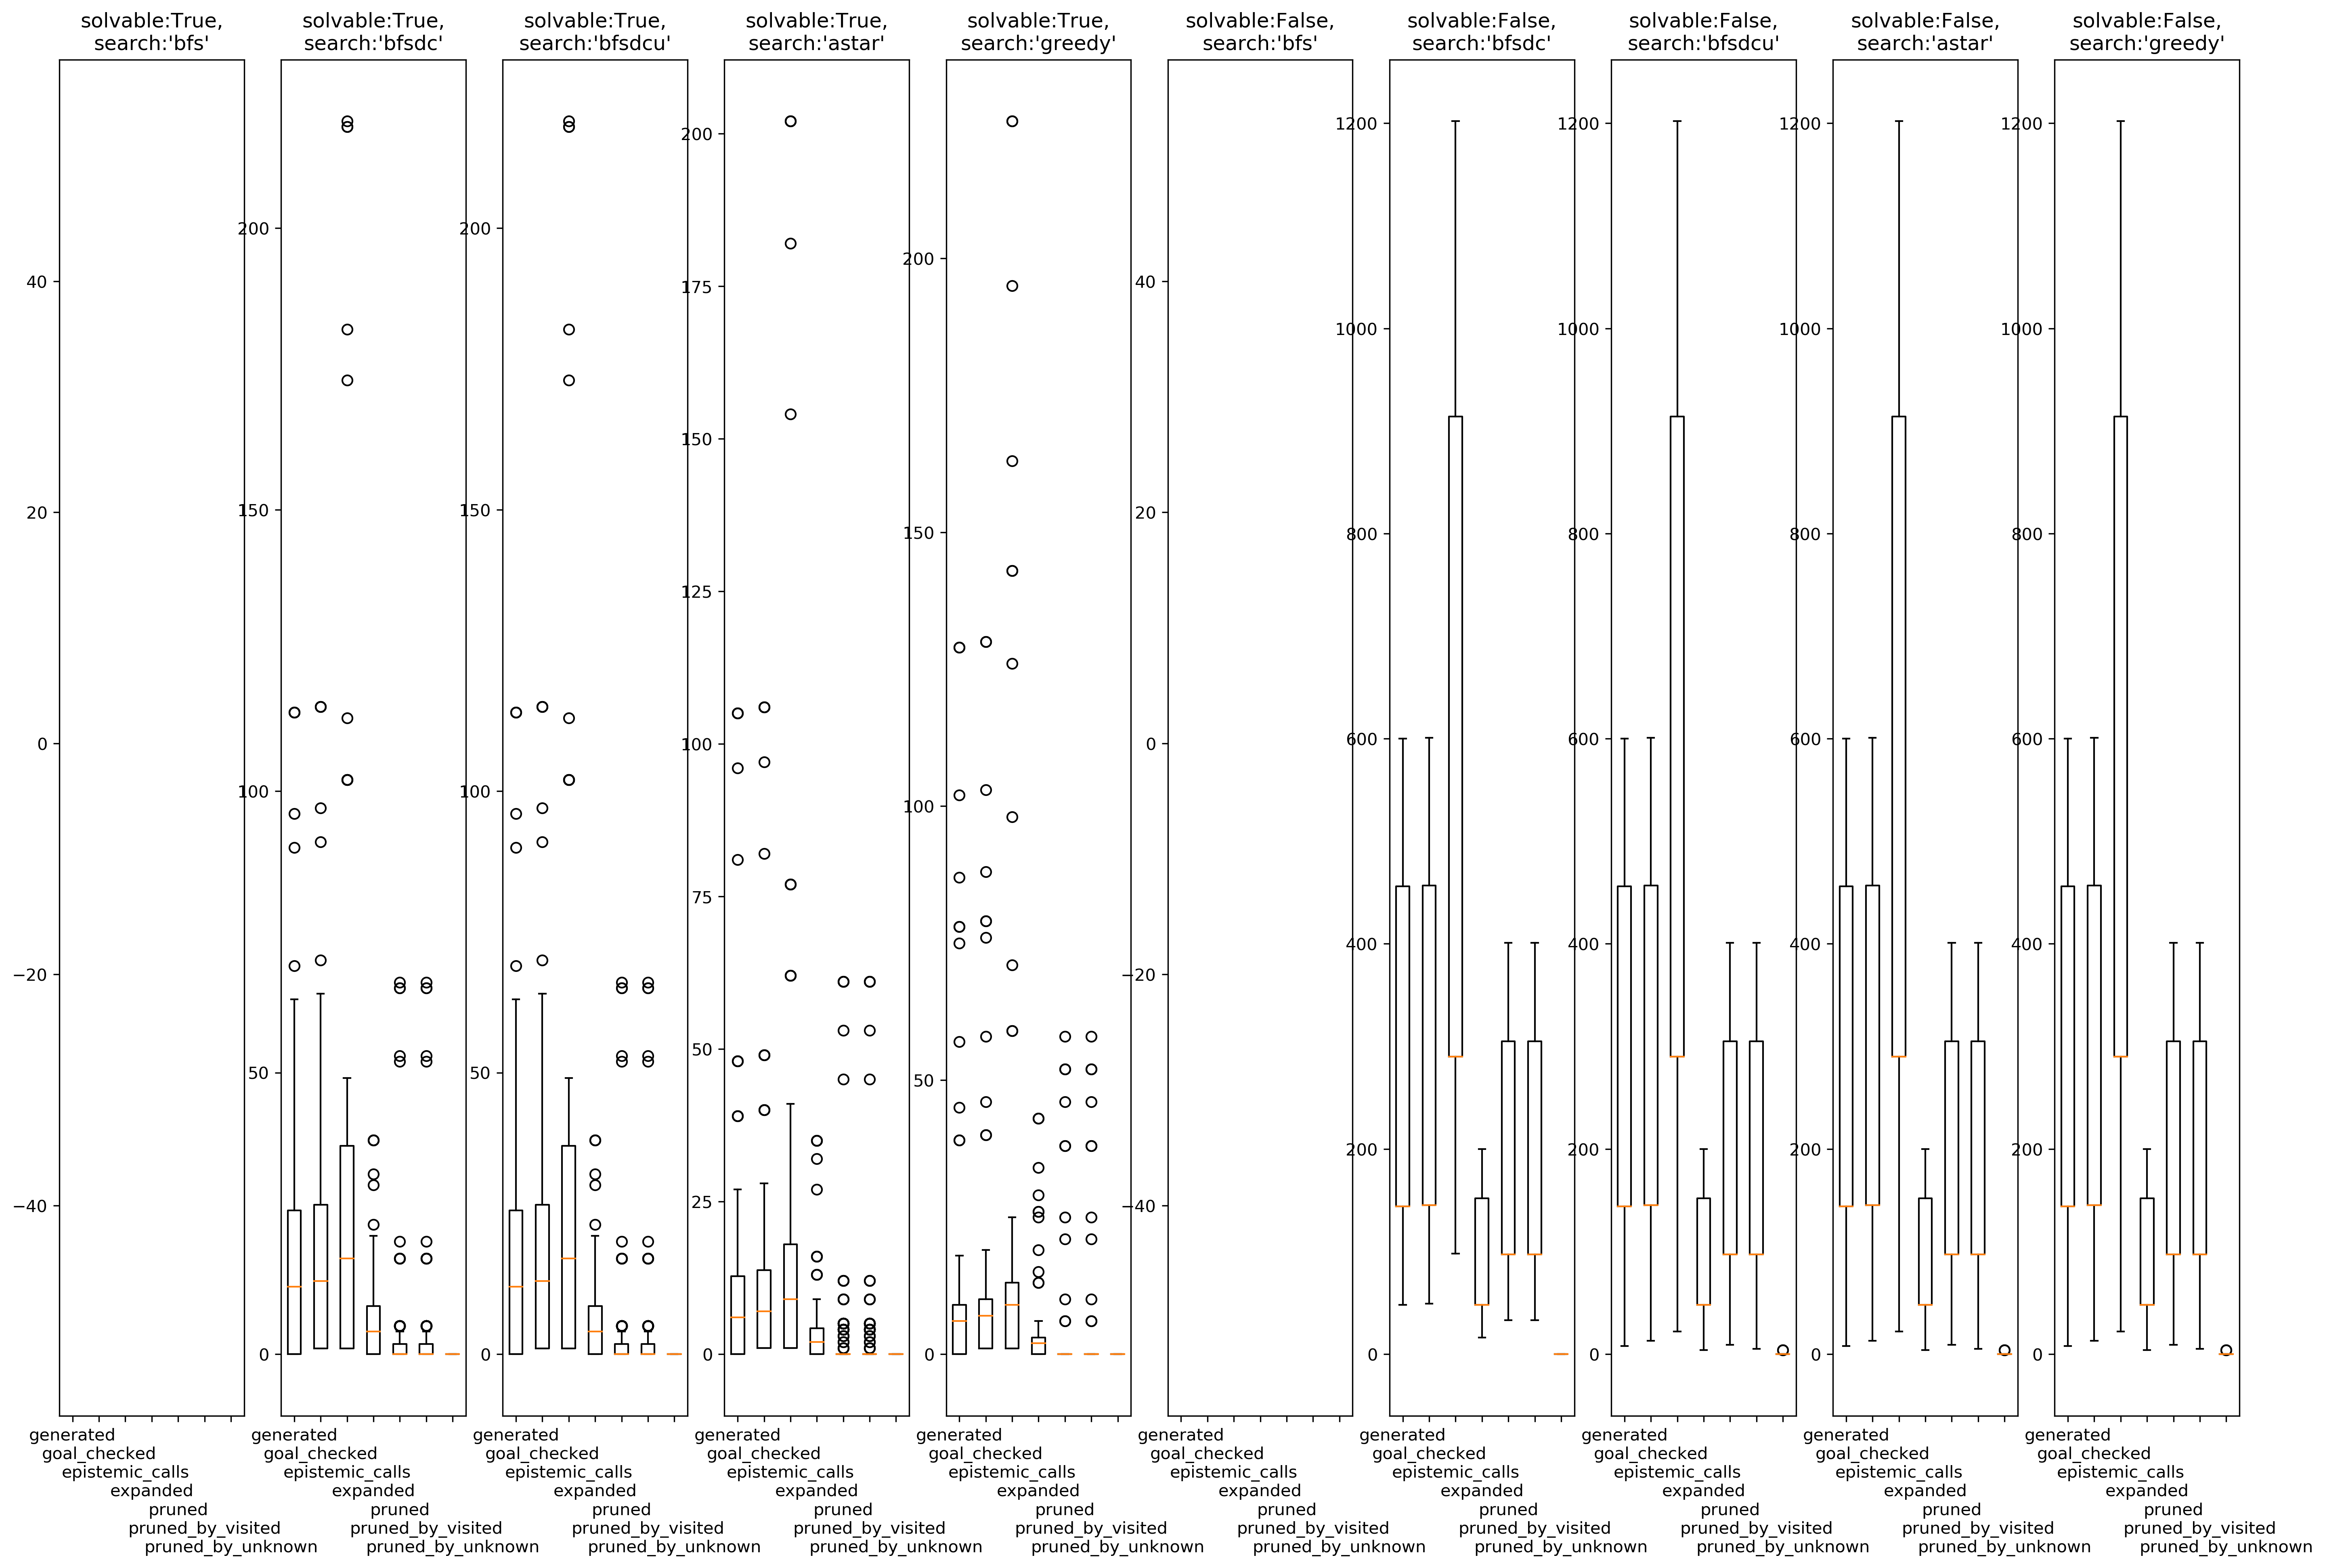 solvable:True,
search:'bfs'
solvable:True,
search:'bfsdc'
solvable:True,
search:'bfsdcu'
solvable:True,
search:'astar'
solvable:True,
search:'greedy'
solvable:False,
search:'bfs'
solvable:False,
search:'bfsdc'
solvable:False,
search:'bfsdcu'
solvable:False,
search:'astar'
solvable:False,
search:'greedy'
40
20
0
−20
−40
generated
goal_checked
epistemic_calls
expanded
pruned
pruned_by_visited
pruned_by_unknown
200
150
100
50
0
generated
goal_checked
epistemic_calls
expanded
pruned
pruned_by_visited
pruned_by_unknown
200
150
100
50
0
generated
goal_checked
epistemic_calls
expanded
pruned
pruned_by_visited
pruned_by_unknown
200
175
150
125
100
75
50
25
0
generated
goal_checked
epistemic_calls
expanded
pruned
pruned_by_visited
pruned_by_unknown
200
150
100
50
0
generated
goal_checked
epistemic_calls
expanded
pruned
pruned_by_visited
pruned_by_unknown
40
20
0
−20
−40
generated
goal_checked
epistemic_calls
expanded
pruned
pruned_by_visited
pruned_by_unknown
1200
1000
800
600
400
200
0
generated
goal_checked
epistemic_calls
expanded
pruned
pruned_by_visited
pruned_by_unknown
1200
1000
800
600
400
200
0
generated
goal_checked
epistemic_calls
expanded
pruned
pruned_by_visited
pruned_by_unknown
1200
1000
800
600
400
200
0
generated
goal_checked
epistemic_calls
expanded
pruned
pruned_by_visited
pruned_by_unknown
1200
1000
800
600
400
200
0
generated
goal_checked
epistemic_calls
expanded
pruned
pruned_by_visited
pruned_by_unknown